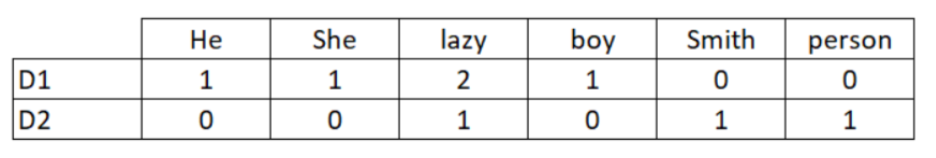 He She lazy boy Smith person
D1 1 1 2 1 0 0
D2 0 0 1 0 1 1